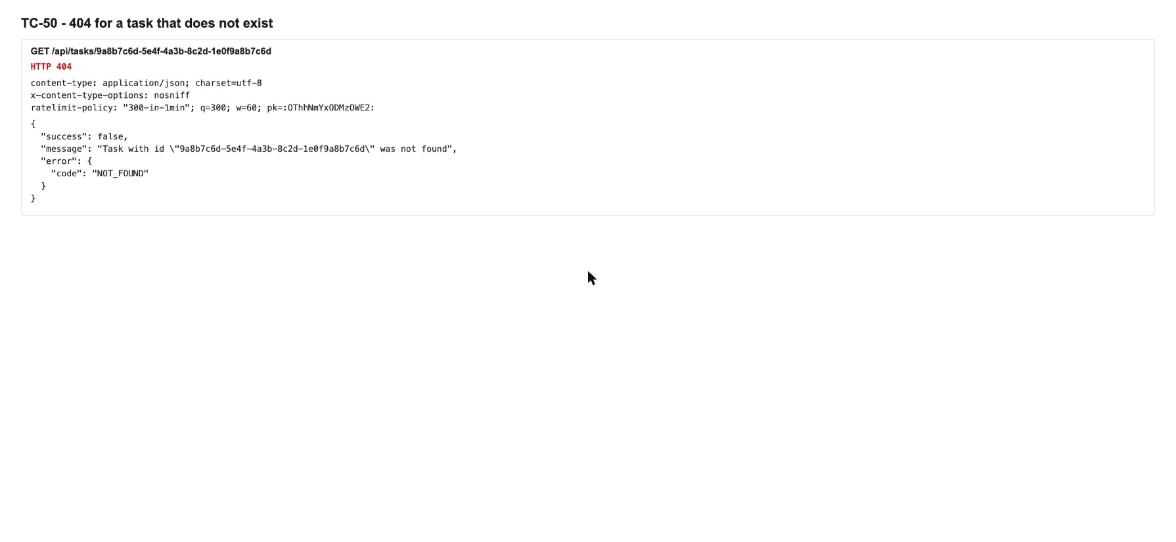 TC-50 - 404 for a task that does not exist
GET /api/tasks/9a8b7c6d-5e4f-4a3b-8c2d-1e0f9a8b7c6d
HTTP 404
content-type: application/json; charset=utf-8
x-content-type-options: nosniff
ratelimit-policy: "300-in-1min"; q=300; w=60; pk=:OThhNmYxODMzOWE2:
{
  "success": false,
  "message": "Task with id \"9a8b7c6d-5e4f-4a3b-8c2d-1e0f9a8b7c6d\" was not found",
  "error": {
    "code": "NOT_FOUND"
  }
}